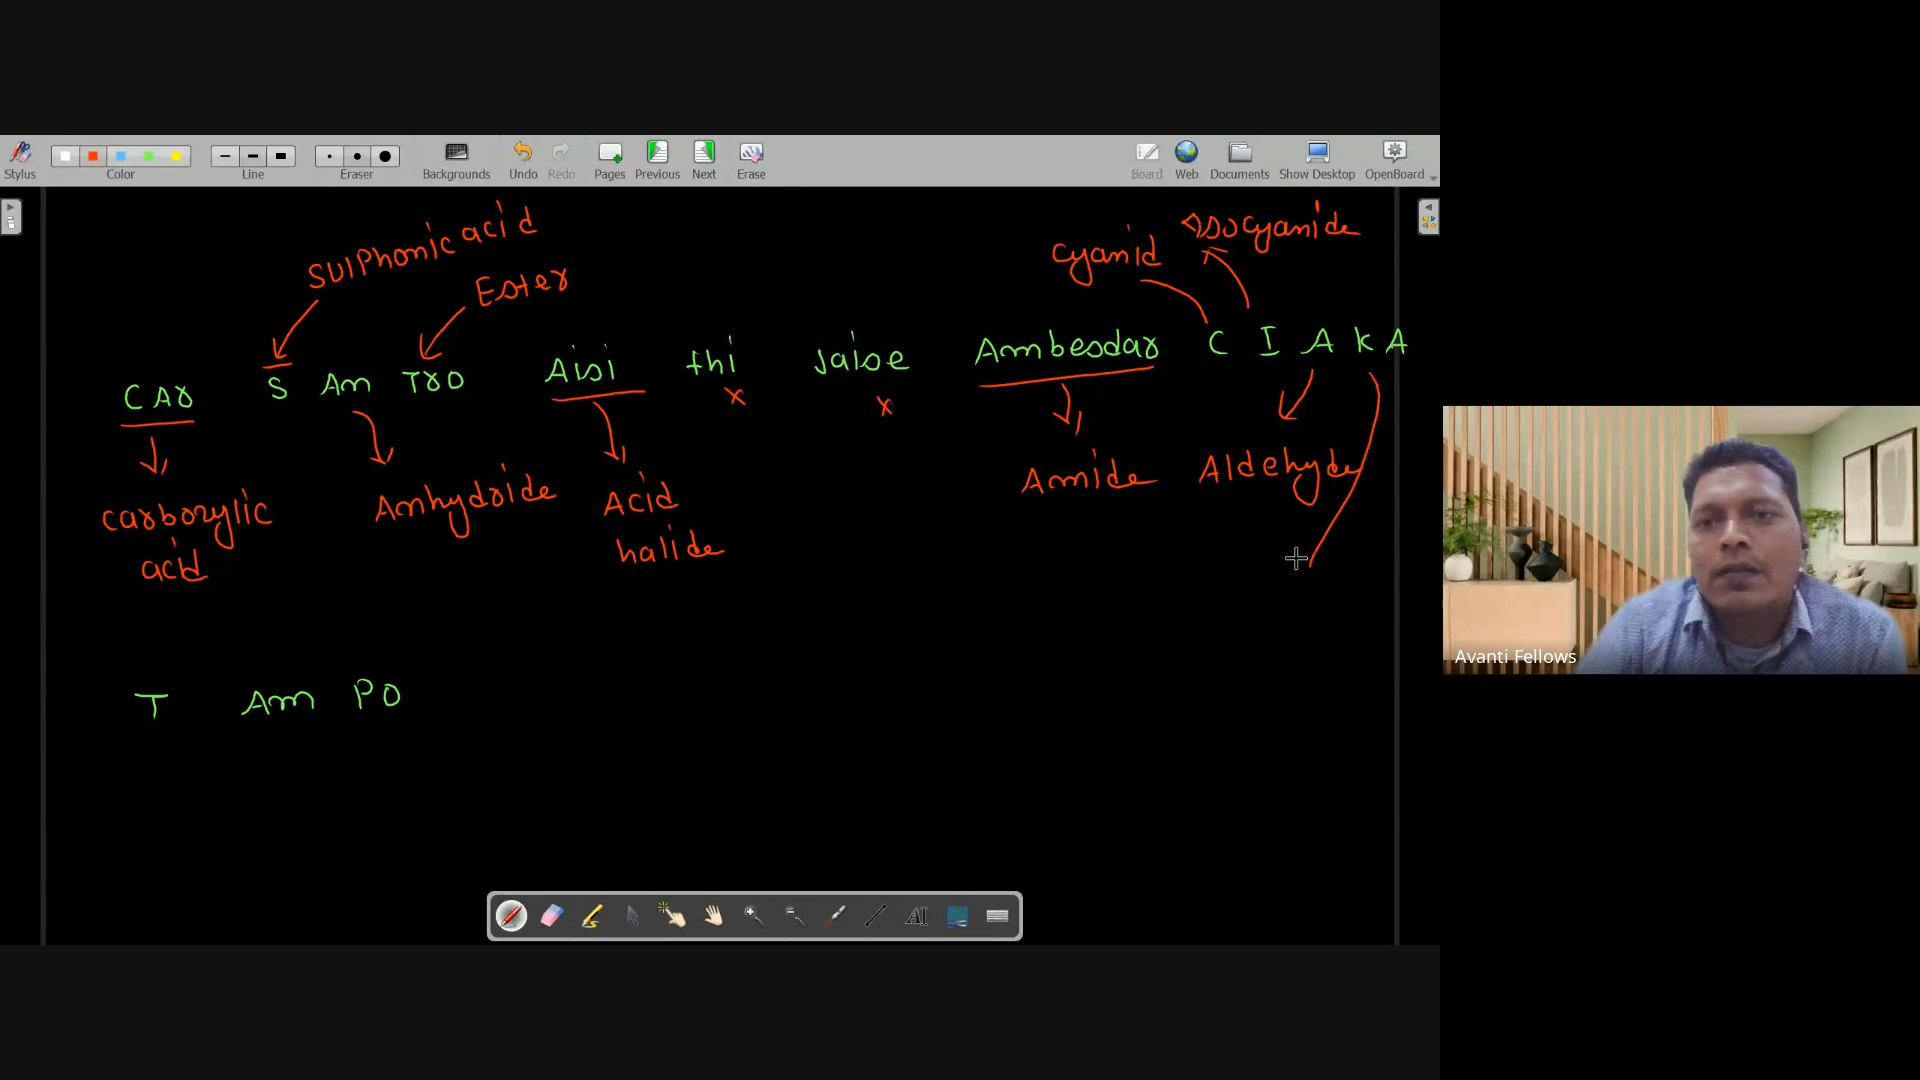 Stylus Color Line Eraser Backgrounds Undo Redo Pages Previous Next Erase Board Web Documents Show Desktop OpenBoard
Sulphonic acid
Ester
Cyanid
Isocyanide
CAr S Am Tro Aisi thi Jaise Ambesdar C I A K A
x x
Carboxylic acid
Anhydride
Acid halide
Amide
Aldehyde
T Am PO
Avanti Fellows